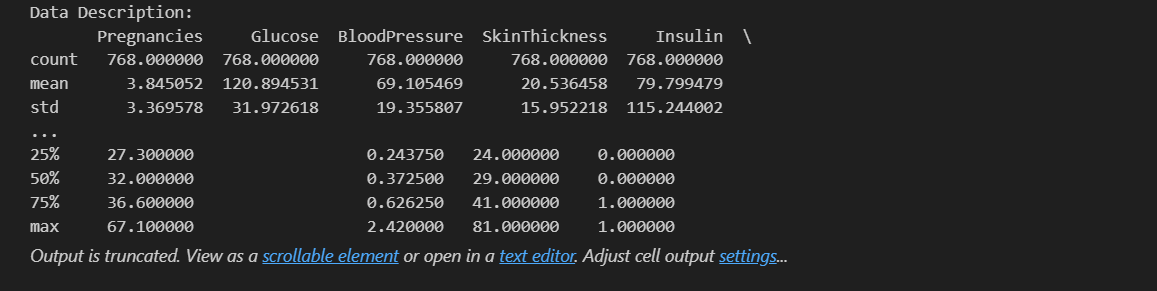 Data Description:
       Pregnancies     Glucose  BloodPressure  SkinThickness     Insulin  \
count   768.000000  768.000000     768.000000     768.000000  768.000000
mean      3.845052  120.894531      69.105469      20.536458   79.799479
std       3.369578   31.972618      19.355807      15.952218  115.244002
...
25%     27.300000                  0.243750   24.000000    0.000000
50%     32.000000                  0.372500   29.000000    0.000000
75%     36.600000                  0.626250   41.000000    1.000000
max     67.100000                  2.420000   81.000000    1.000000
Output is truncated. View as a scrollable element or open in a text editor. Adjust cell output settings...